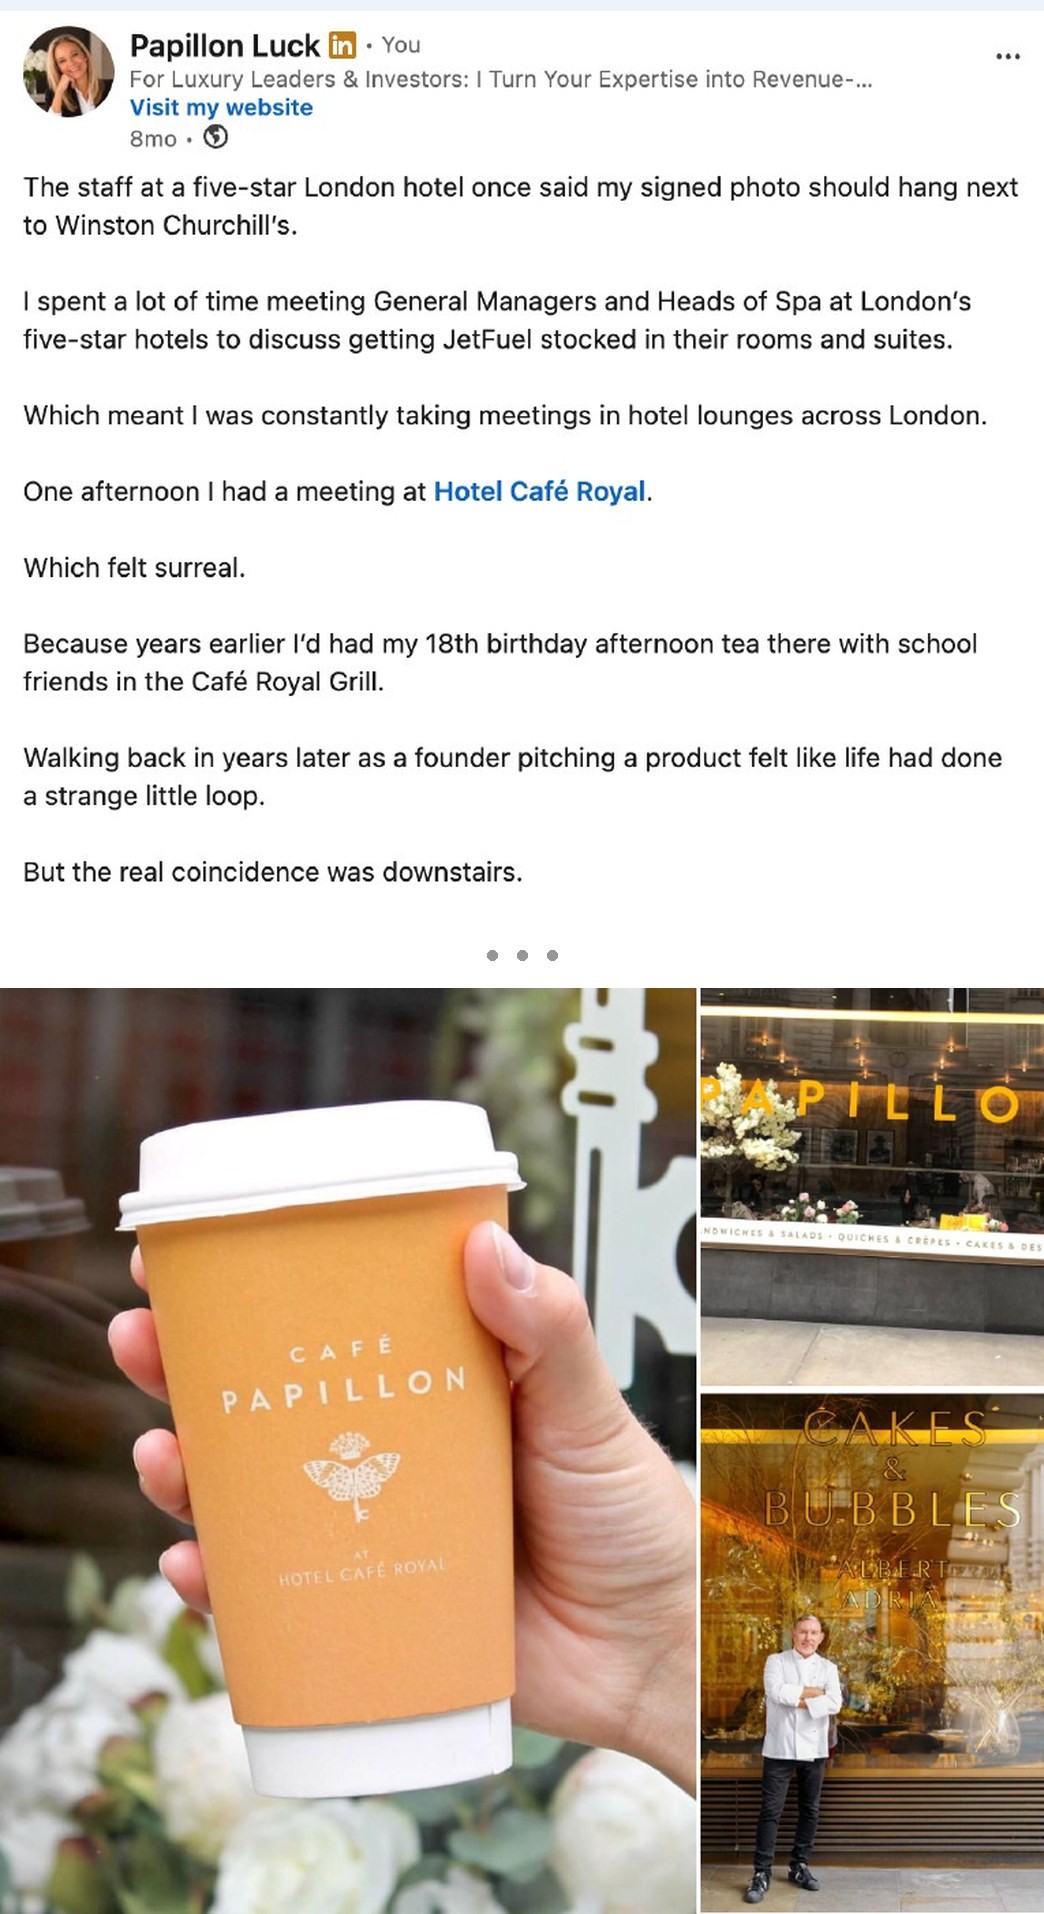 Papillon Luck in • You
For Luxury Leaders & Investors: I Turn Your Expertise into Revenue-...
Visit my website
8mo •
The staff at a five-star London hotel once said my signed photo should hang next
to Winston Churchill's.
I spent a lot of time meeting General Managers and Heads of Spa at London's
five-star hotels to discuss getting JetFuel stocked in their rooms and suites.
Which meant I was constantly taking meetings in hotel lounges across London.
One afternoon I had a meeting at Hotel Café Royal.
Which felt surreal.
Because years earlier I'd had my 18th birthday afternoon tea there with school
friends in the Café Royal Grill.
Walking back in years later as a founder pitching a product felt like life had done
a strange little loop.
But the real coincidence was downstairs.
CAFÉ
PAPILLON
AT
HOTEL CAFÉ ROYAL
PAPILLO
NDWICHES & SALADS • QUICHES & CRÊPES • CAKES & DES
CAKES
&
BUBBLES
ALBERT
ADRIÀ